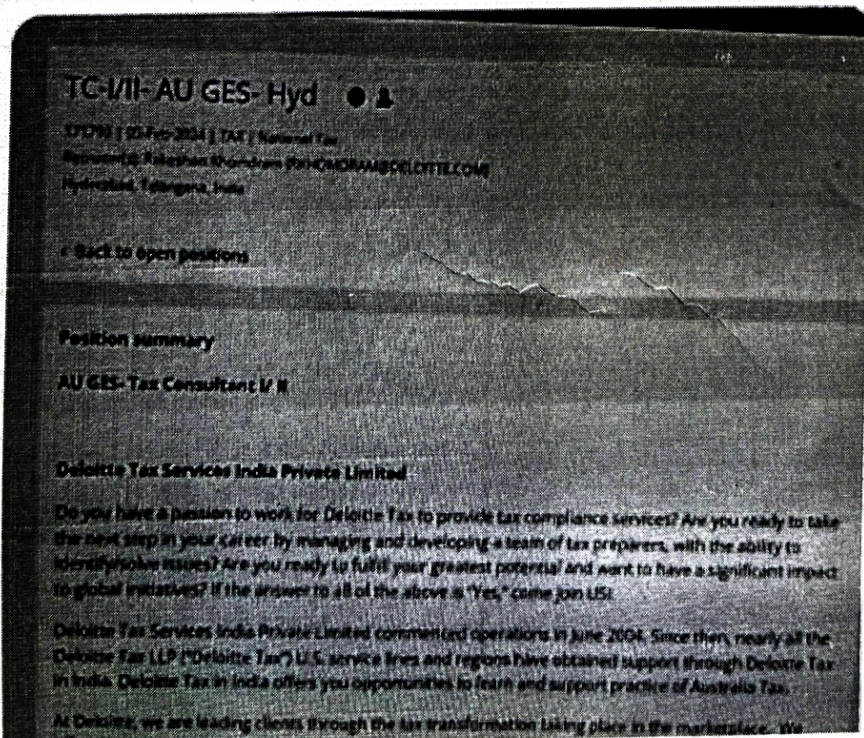 TC-I/II- AU GES- Hyd
| TAX | National Tax
Hyderabad, Telangana, India
‹ Back to open positions
Position summary
AU GES- Tax Consultant I/ II
Deloitte Tax Services India Private Limited
Do you have a passion to work for Deloitte Tax to provide tax compliance services? Are you ready to take
the next step in your career by managing and developing a team of tax preparers, with the ability to
identify/solve issues? Are you ready to fulfill your greatest potential and want to have a significant impact
to global initiatives? If the answer to all of the above is "Yes," come join US!
Deloitte Tax Services India Private Limited commenced operations in June 2004. Since then, nearly all the
Deloitte Tax LLP ("Deloitte Tax") U.S. service lines and regions have obtained support through Deloitte Tax
in India. Deloitte Tax in India offers you opportunities to learn and support practice of Australia Tax.
At Deloitte, we are leading clients through the tax transformation taking place in the marketplace. We